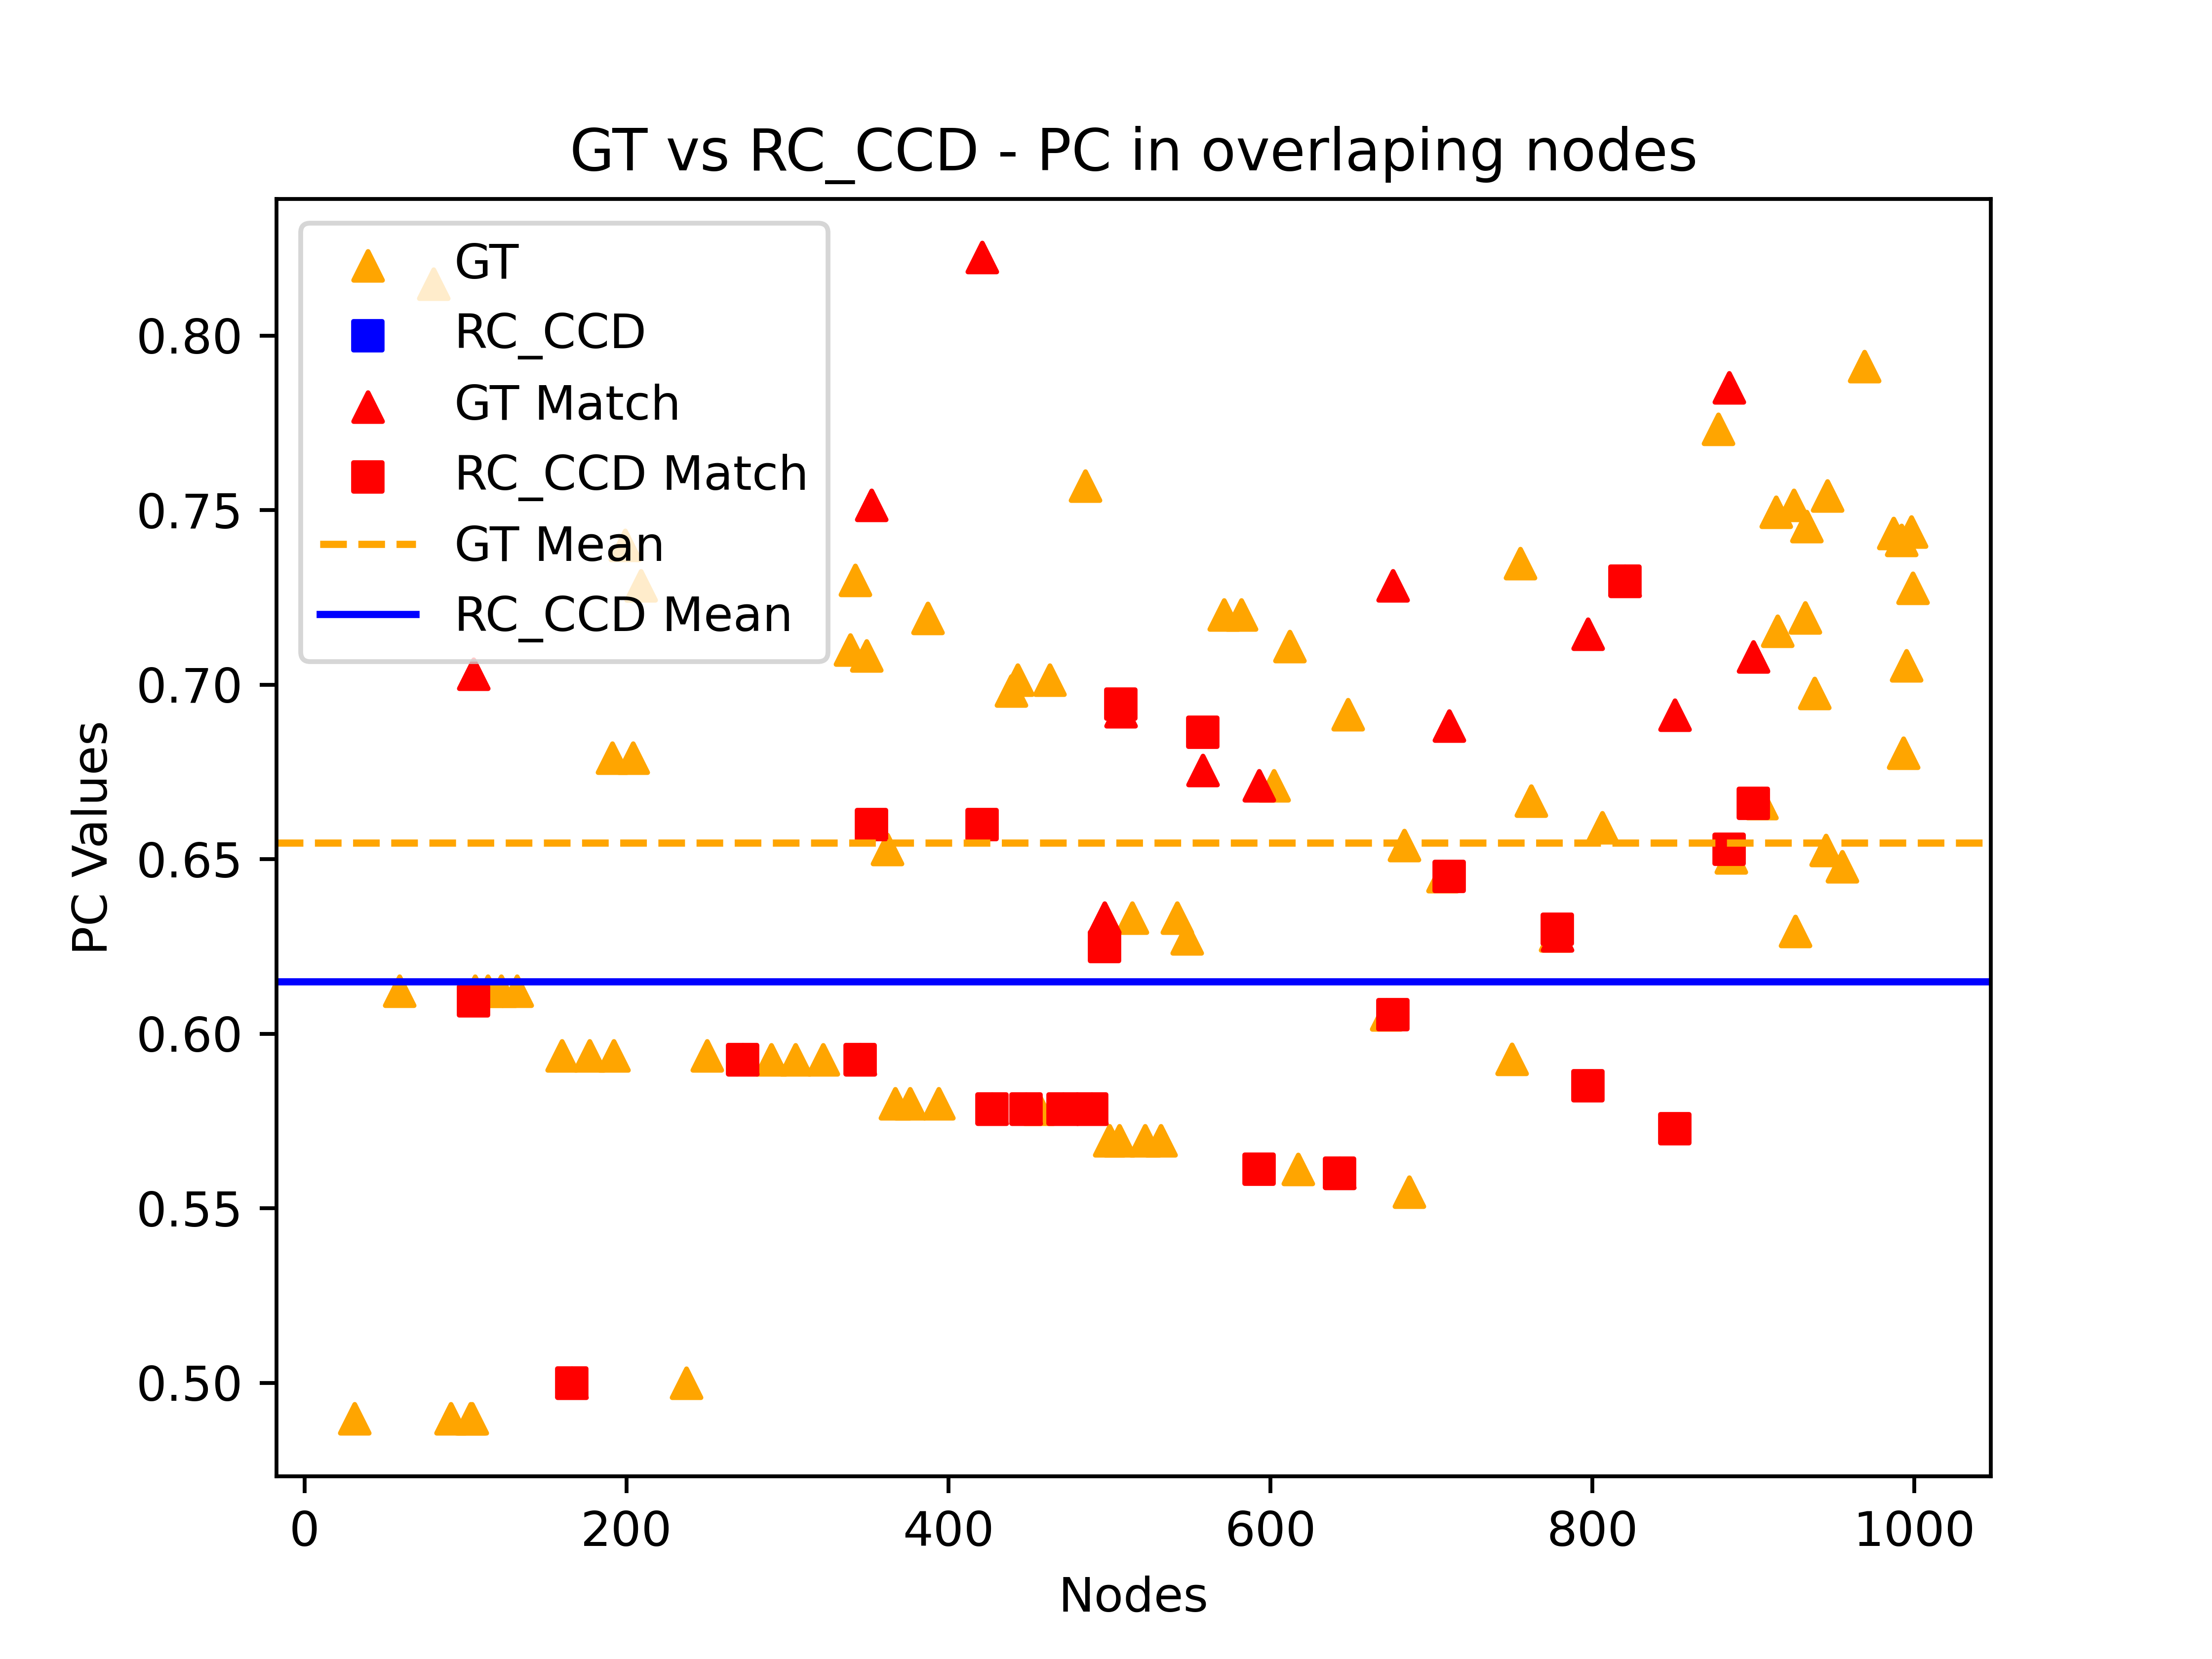 GT vs RC_CCD - PC in overlaping nodes
GT
RC_CCD
GT Match
RC_CCD Match
GT Mean
RC_CCD Mean
PC Values
0.80
0.75
0.70
0.65
0.60
0.55
0.50
0 200 400 600 800 1000
Nodes